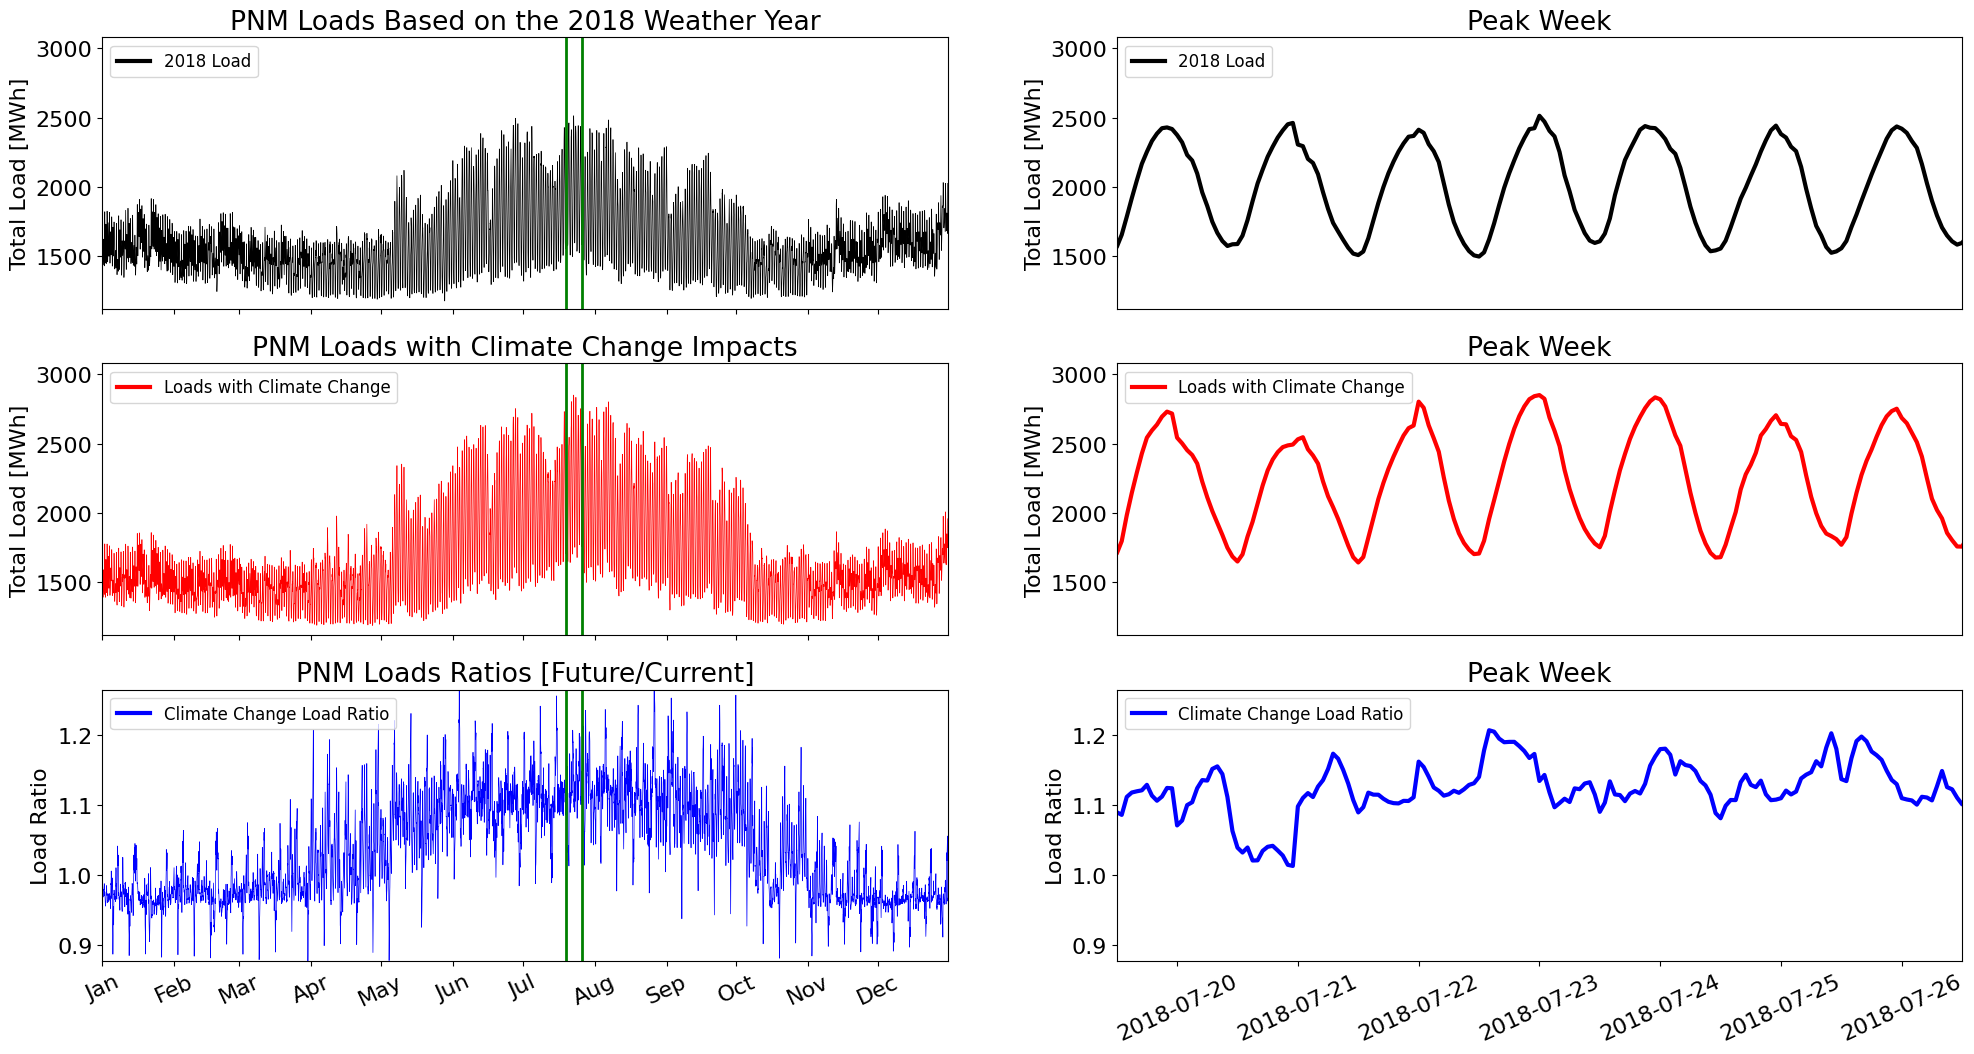 PNM Loads Based on the 2018 Weather Year
Total Load [MWh]
3000
2500
2000
1500
2018 Load
Peak Week
Total Load [MWh]
3000
2500
2000
1500
2018 Load
PNM Loads with Climate Change Impacts
Total Load [MWh]
3000
2500
2000
1500
Loads with Climate Change
Peak Week
Total Load [MWh]
3000
2500
2000
1500
Loads with Climate Change
PNM Loads Ratios [Future/Current]
Load Ratio
1.2
1.1
1.0
0.9
Climate Change Load Ratio
Jan Feb Mar Apr May Jun Jul Aug Sep Oct Nov Dec
Peak Week
Load Ratio
1.2
1.1
1.0
0.9
Climate Change Load Ratio
2018-07-20 2018-07-21 2018-07-22 2018-07-23 2018-07-24 2018-07-25 2018-07-26